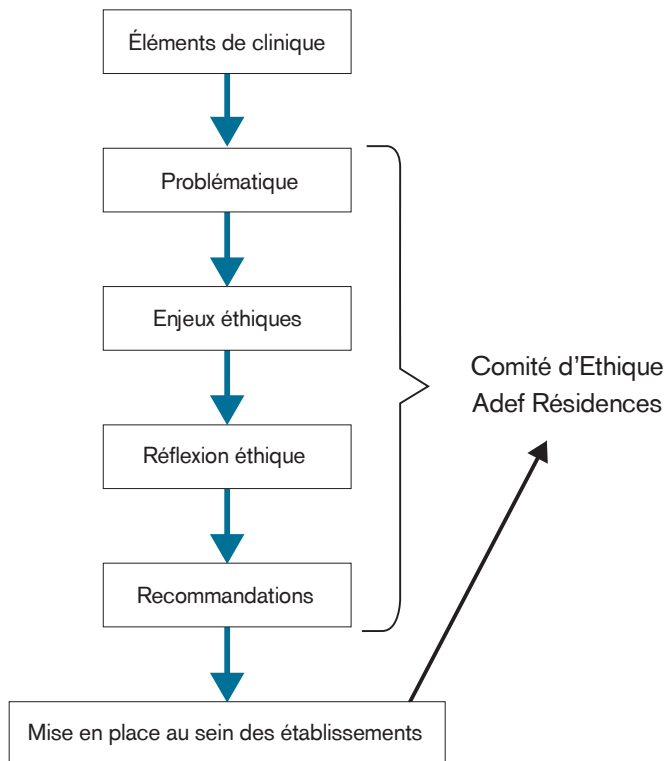 Éléments de clinique
Problématique
Enjeux éthiques
Réflexion éthique
Recommandations
Mise en place au sein des établissements
Comité d'Ethique
Adef Résidences